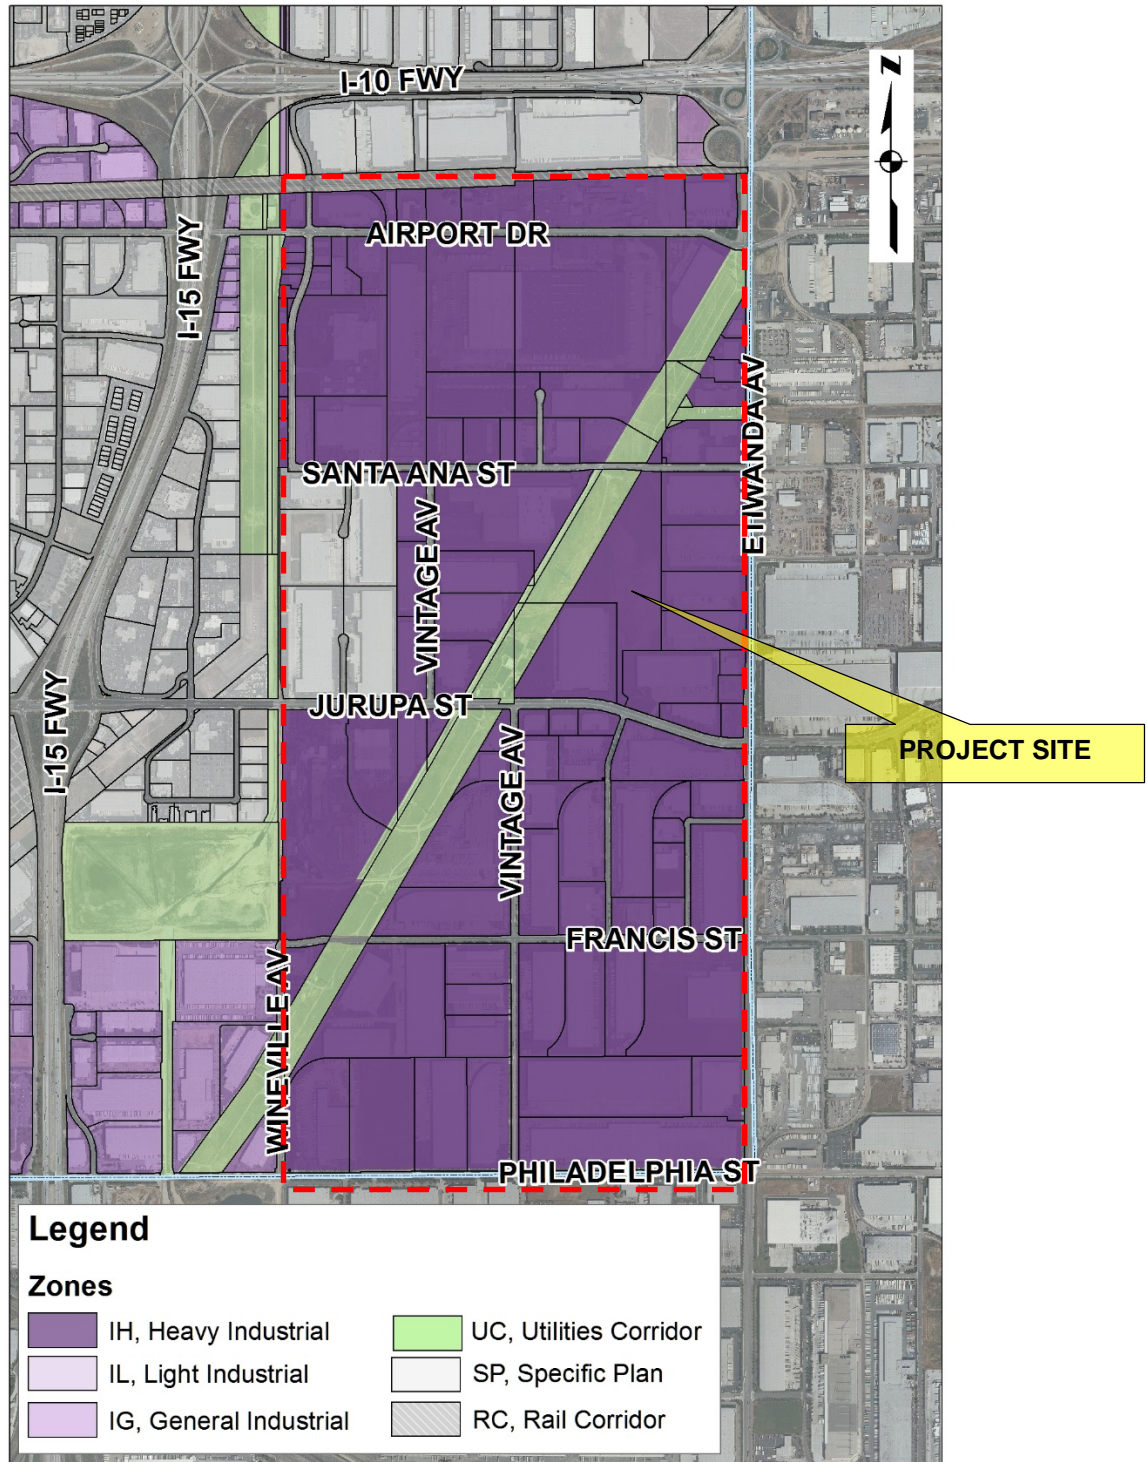 I-10 FWY
Z
AIRPORT DR
I-15 FWY
ETIWANDA AV
SANTA ANA ST
VINTAGE AV
JURUPA ST
I-15 FWY
PROJECT SITE
VINTAGE AV
FRANCIS ST
WINEVILLE AV
PHILADELPHIA ST
Legend
Zones
IH, Heavy Industrial
IL, Light Industrial
IG, General Industrial
UC, Utilities Corridor
SP, Specific Plan
RC, Rail Corridor